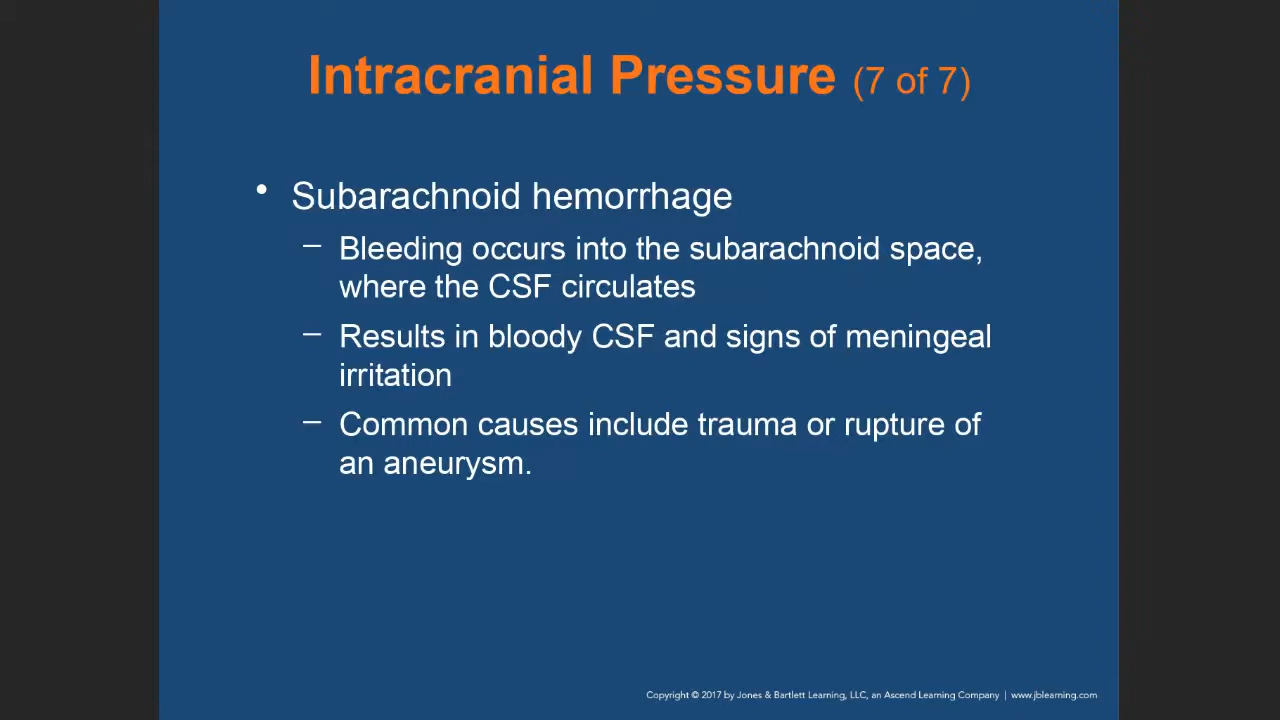 Intracranial Pressure (7 of 7)
• Subarachnoid hemorrhage
– Bleeding occurs into the subarachnoid space,
where the CSF circulates
– Results in bloody CSF and signs of meningeal
irritation
– Common causes include trauma or rupture of
an aneurysm.
Copyright © 2017 by Jones & Bartlett Learning, LLC, an Ascend Learning Company | www.jblearning.com